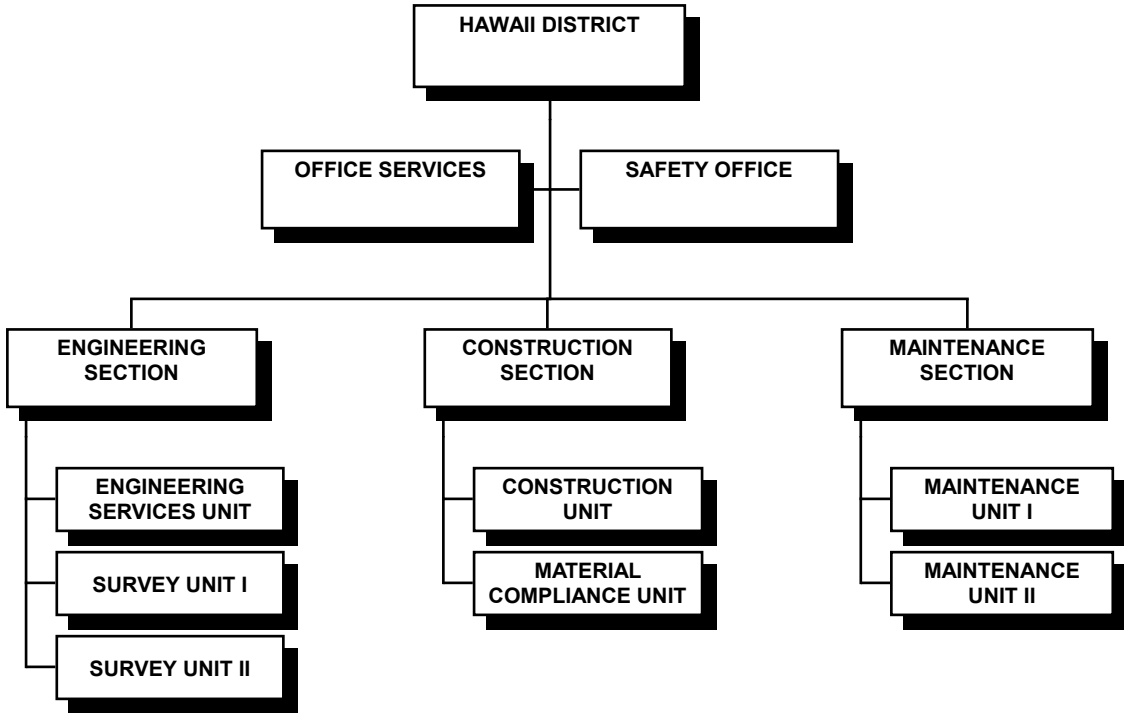 HAWAII DISTRICT
OFFICE SERVICES
SAFETY OFFICE
ENGINEERING
SECTION
CONSTRUCTION
SECTION
MAINTENANCE
SECTION
ENGINEERING
SERVICES UNIT
SURVEY UNIT I
SURVEY UNIT II
CONSTRUCTION
UNIT
MATERIAL
COMPLIANCE UNIT
MAINTENANCE
UNIT I
MAINTENANCE
UNIT II